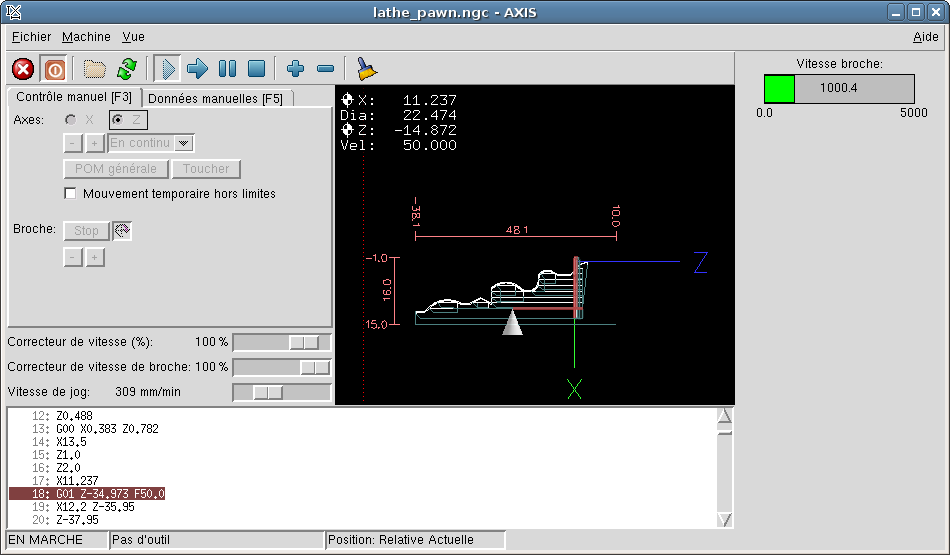 lathe_pawn.ngc - AXIS
Fichier Machine Vue Aide
Contrôle manuel [F3] Données manuelles [F5]
Axes: X Z
- + En continu
POM générale Toucher
Mouvement temporaire hors limites
Broche: Stop
- +
Correcteur de vitesse (%): 100 %
Correcteur de vitesse de broche: 100 %
Vitesse de jog: 309 mm/min
X: 11.237
Dia: 22.474
Z: -14.872
Vel: 50.000
-38.1
10.0
48.1
-1.0
16.0
15.0
Z
X
Vitesse broche:
1000.4
0.0 5000
12: Z0.488
13: G00 X0.383 Z0.782
14: X13.5
15: Z1.0
16: Z2.0
17: X11.237
18: G01 Z-34.973 F50.0
19: X12.2 Z-35.95
20: Z-37.95
EN MARCHE Pas d'outil Position: Relative Actuelle